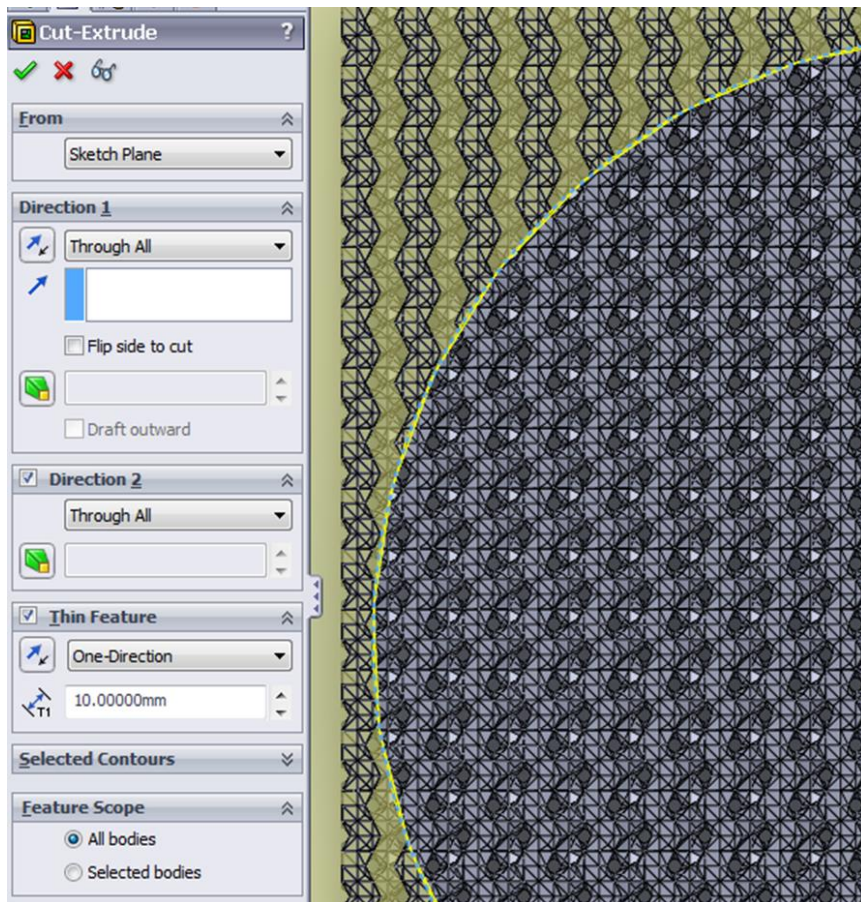 Cut-Extrude ?
From
Sketch Plane
Direction 1
Through All
Flip side to cut
Draft outward
Direction 2
Through All
Thin Feature
One-Direction
T1 10.00000mm
Selected Contours
Feature Scope
All bodies
Selected bodies